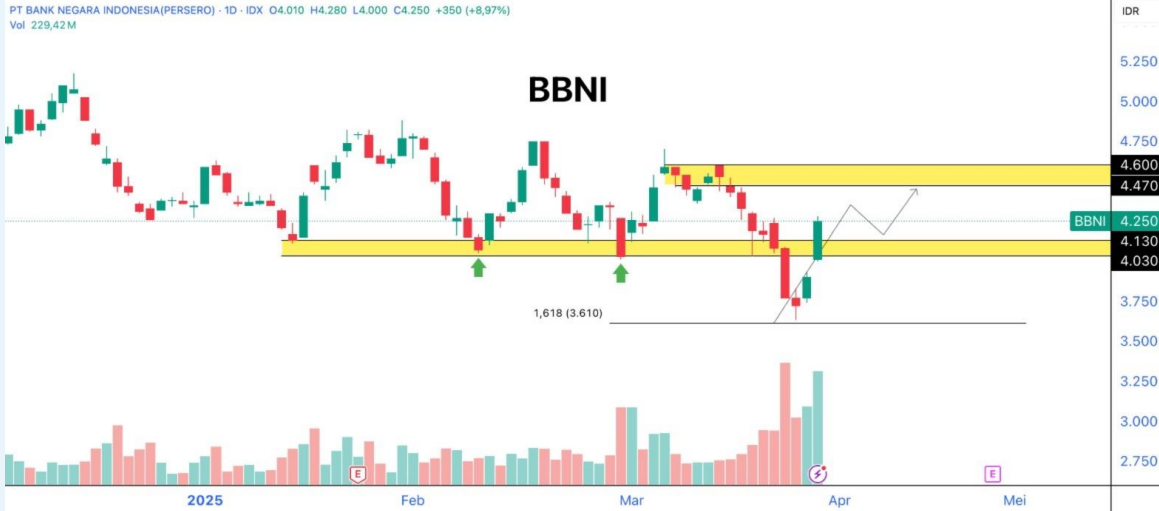 PT BANK NEGARA INDONESIA(PERSERO) · 1D · IDX O4.010 H4.280 L4.000 C4.250 +350 (+8,97%)
Vol 229,42 M
IDR
BBNI
5.250
5.000
4.750
4.600
4.470
BBNI 4.250
4.130
4.030
3.750
1,618 (3.610)
3.500
3.250
3.000
2.750
E
E
2025 Feb Mar Apr Mei